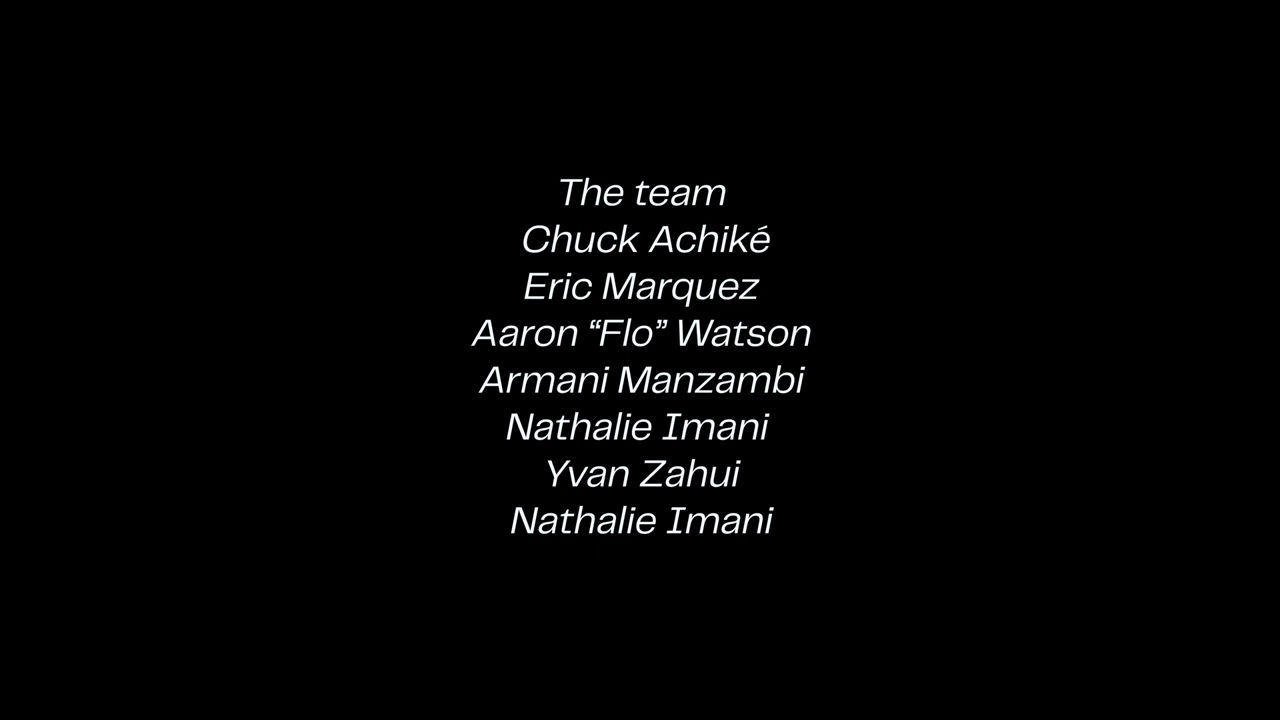 The team
Chuck Achiké
Eric Marquez
Aaron “Flo” Watson
Armani Manzambi
Nathalie Imani
Yvan Zahui
Nathalie Imani